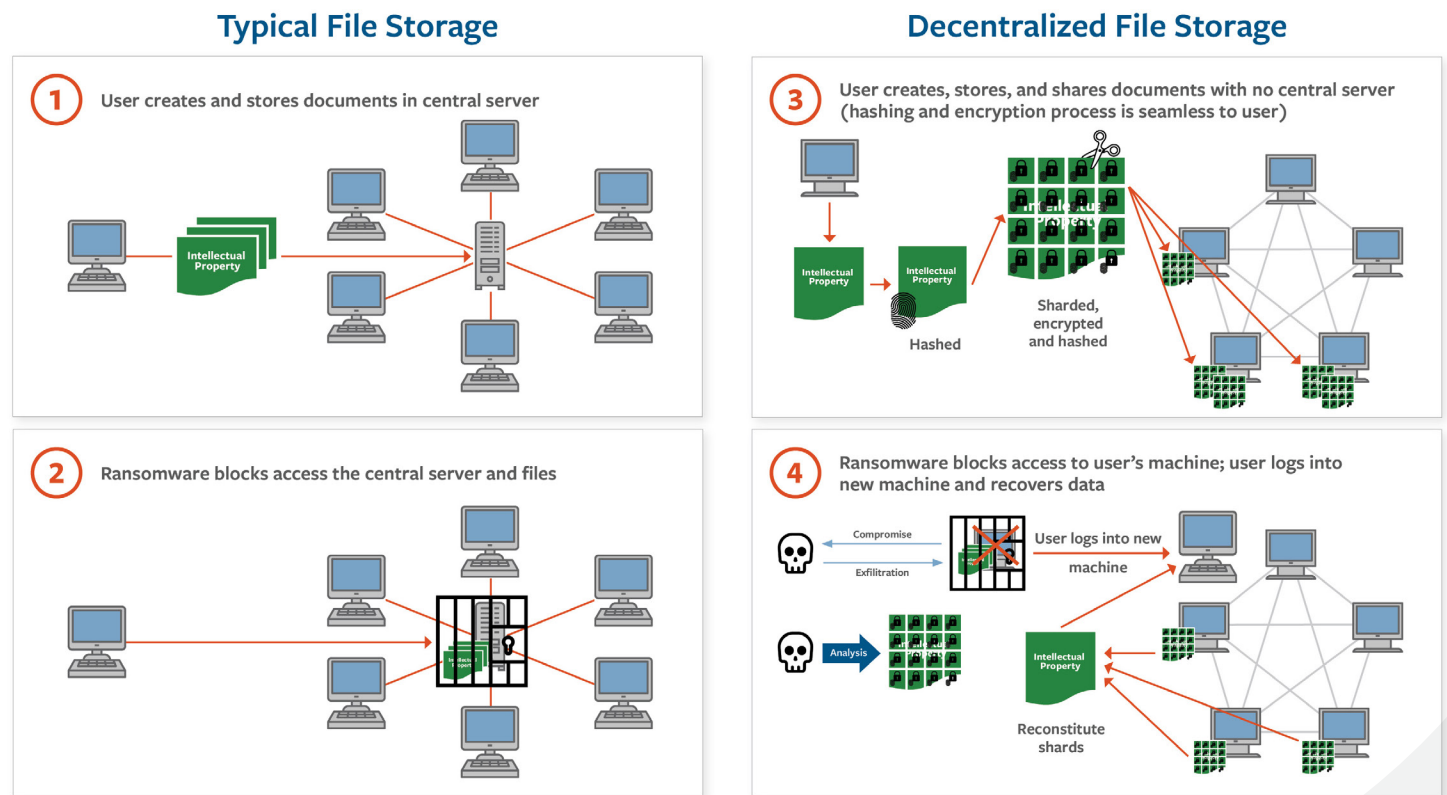 Typical File Storage
1
User creates and stores documents in central server
Intellectual
Property
2
Ransomware blocks access the central server and files
Intellectual
Decentralized File Storage
3
User creates, stores, and shares documents with no central server
(hashing and encryption process is seamless to user)
Intellectual
Property
Intellectual
Property
Hashed
Intellectual
Property
Sharded,
encrypted
and hashed
4
Ransomware blocks access to user’s machine; user logs into
new machine and recovers data
Compromise
Exfilitration
User logs into new
machine
Analysis
Intellectual
Property
Reconstitute
shards